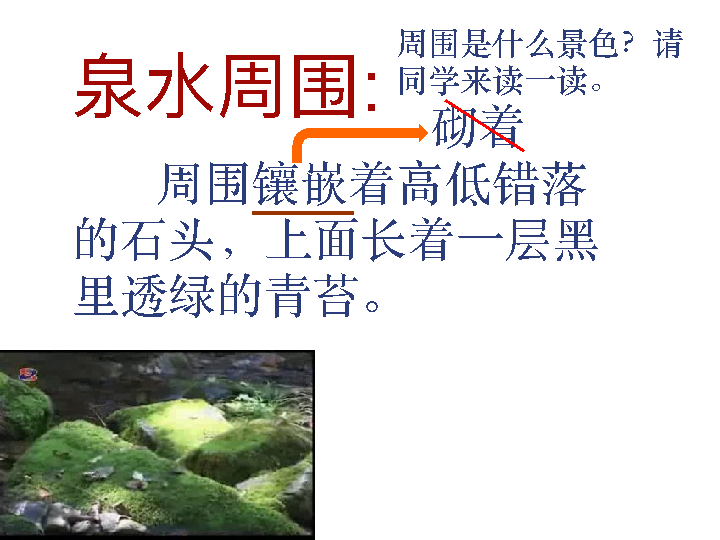 周围是什么景色？请
同学来读一读。
泉水周围:
砌着
周围镶嵌着高低错落
的石头，上面长着一层黑
里透绿的青苔。